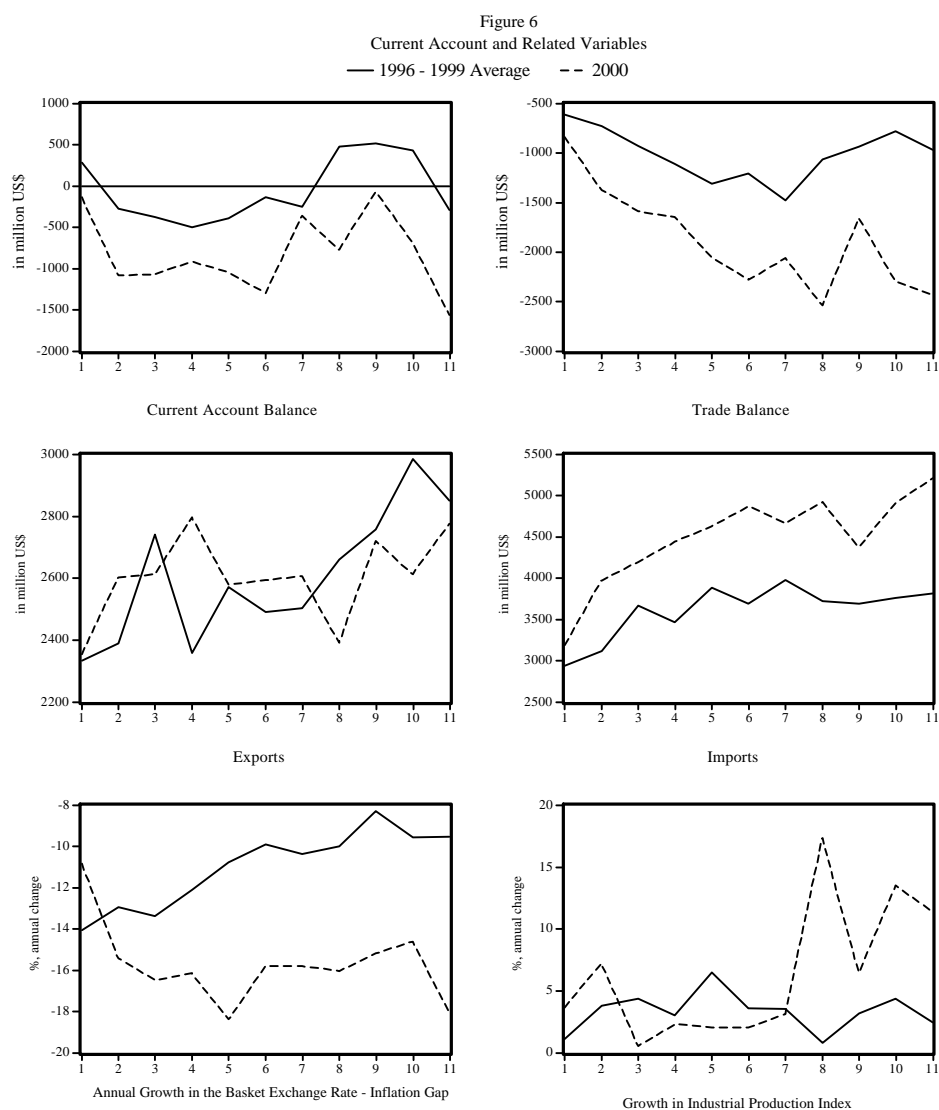 Figure 6
Current Account and Related Variables
1996 - 1999 Average 2000
in million US$
1000
500
0
-500
-1000
-1500
-2000
1 2 3 4 5 6 7 8 9 10 11
Current Account Balance
in million US$
-500
-1000
-1500
-2000
-2500
-3000
1 2 3 4 5 6 7 8 9 10 11
Trade Balance
in million US$
3000
2800
2600
2400
2200
1 2 3 4 5 6 7 8 9 10 11
Exports
in million US$
5500
5000
4500
4000
3500
3000
2500
1 2 3 4 5 6 7 8 9 10 11
Imports
%, annual change
-8
-10
-12
-14
-16
-18
-20
1 2 3 4 5 6 7 8 9 10 11
Annual Growth in the Basket Exchange Rate - Inflation Gap
%, annual change
20
15
10
5
0
1 2 3 4 5 6 7 8 9 10 11
Growth in Industrial Production Index